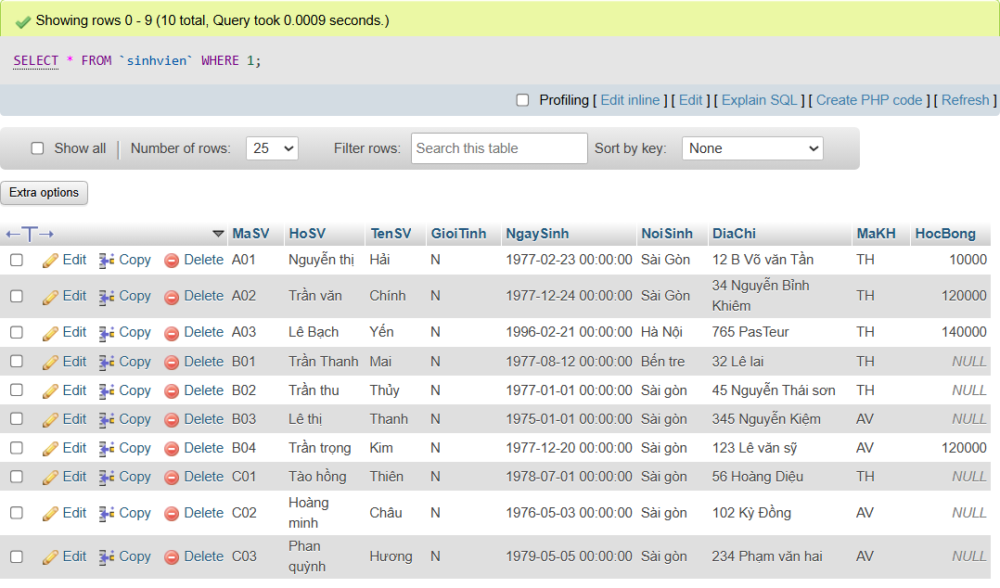 Showing rows 0 - 9 (10 total, Query took 0.0009 seconds.)
SELECT * FROM `sinhvien` WHERE 1;
Profiling [ Edit inline ] [ Edit ] [ Explain SQL ] [ Create PHP code ] [ Refresh ]
Show all Number of rows: 25 Filter rows: Search this table Sort by key: None
Extra options
←T→ MaSV HoSV TenSV GioiTinh NgaySinh NoiSinh DiaChi MaKH HocBong
Edit Copy Delete A01 Nguyễn thị Hải N 1977-02-23 00:00:00 Sài Gòn 12 B Võ văn Tần TH 10000
Edit Copy Delete A02 Trần văn Chính N 1977-12-24 00:00:00 Sài Gòn 34 Nguyễn Bỉnh Khiêm TH 120000
Edit Copy Delete A03 Lê Bạch Yến N 1996-02-21 00:00:00 Hà Nội 765 PasTeur TH 140000
Edit Copy Delete B01 Trần Thanh Mai N 1977-08-12 00:00:00 Bến tre 32 Lê lai TH NULL
Edit Copy Delete B02 Trần thu Thủy N 1977-01-01 00:00:00 Sài gòn 45 Nguyễn Thái sơn TH NULL
Edit Copy Delete B03 Lê thị Thanh N 1975-01-01 00:00:00 Sài gòn 345 Nguyễn Kiệm AV NULL
Edit Copy Delete B04 Trần trọng Kim N 1977-12-20 00:00:00 Sài gòn 123 Lê văn sỹ AV 120000
Edit Copy Delete C01 Tào hồng Thiên N 1978-07-01 00:00:00 Sài gòn 56 Hoàng Diệu TH NULL
Edit Copy Delete C02 Hoàng minh Châu N 1976-05-03 00:00:00 Sài gòn 102 Kỳ Đồng AV NULL
Edit Copy Delete C03 Phan quỳnh Hương N 1979-05-05 00:00:00 Sài gòn 234 Phạm văn hai AV NULL